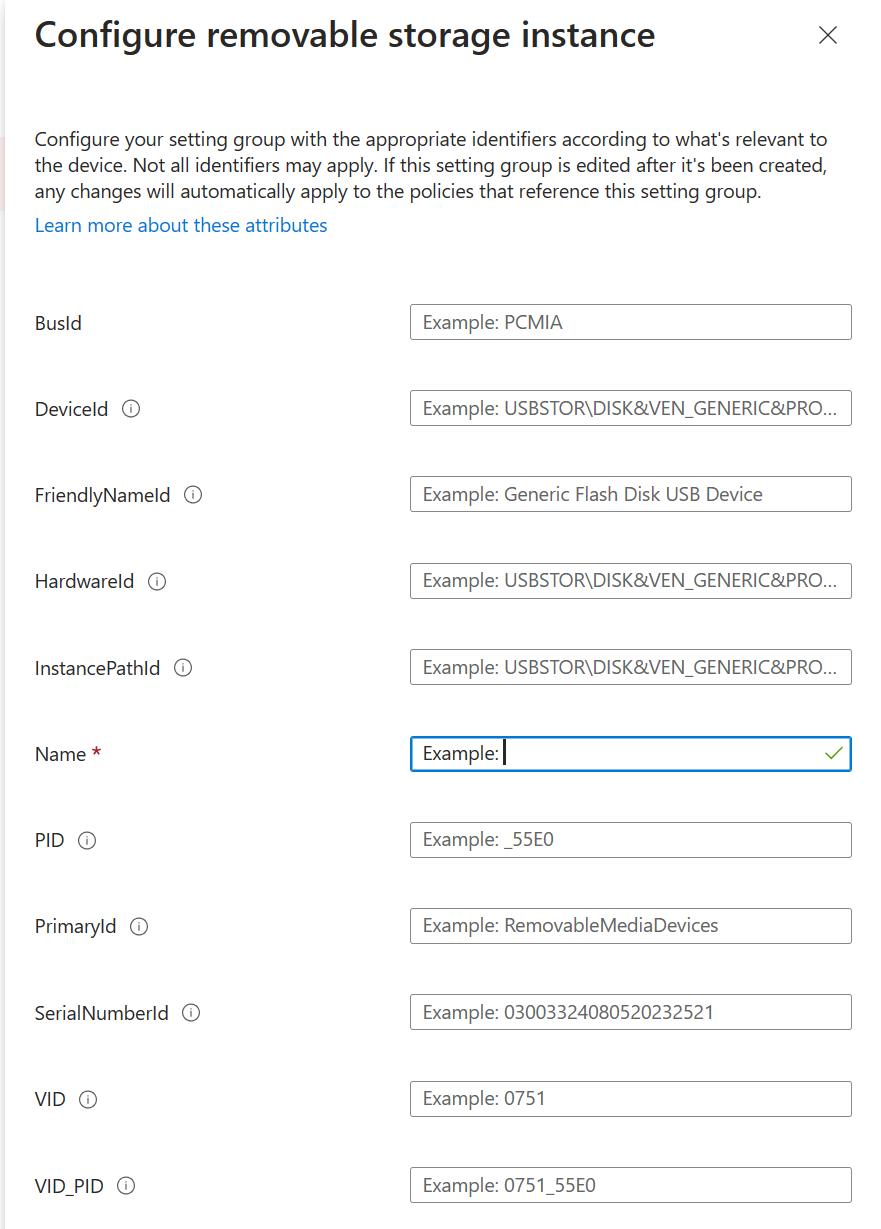 Configure removable storage instance
Configure your setting group with the appropriate identifiers according to what's relevant to
the device. Not all identifiers may apply. If this setting group is edited after it's been created,
any changes will automatically apply to the policies that reference this setting group.
Learn more about these attributes
BusId Example: PCMIA
DeviceId Example: USBSTOR\DISK&VEN_GENERIC&PRO...
FriendlyNameId Example: Generic Flash Disk USB Device
HardwareId Example: USBSTOR\DISK&VEN_GENERIC&PRO...
InstancePathId Example: USBSTOR\DISK&VEN_GENERIC&PRO...
Name * Example:
PID Example: _55E0
PrimaryId Example: RemovableMediaDevices
SerialNumberId Example: 03003324080520232521
VID Example: 0751
VID_PID Example: 0751_55E0